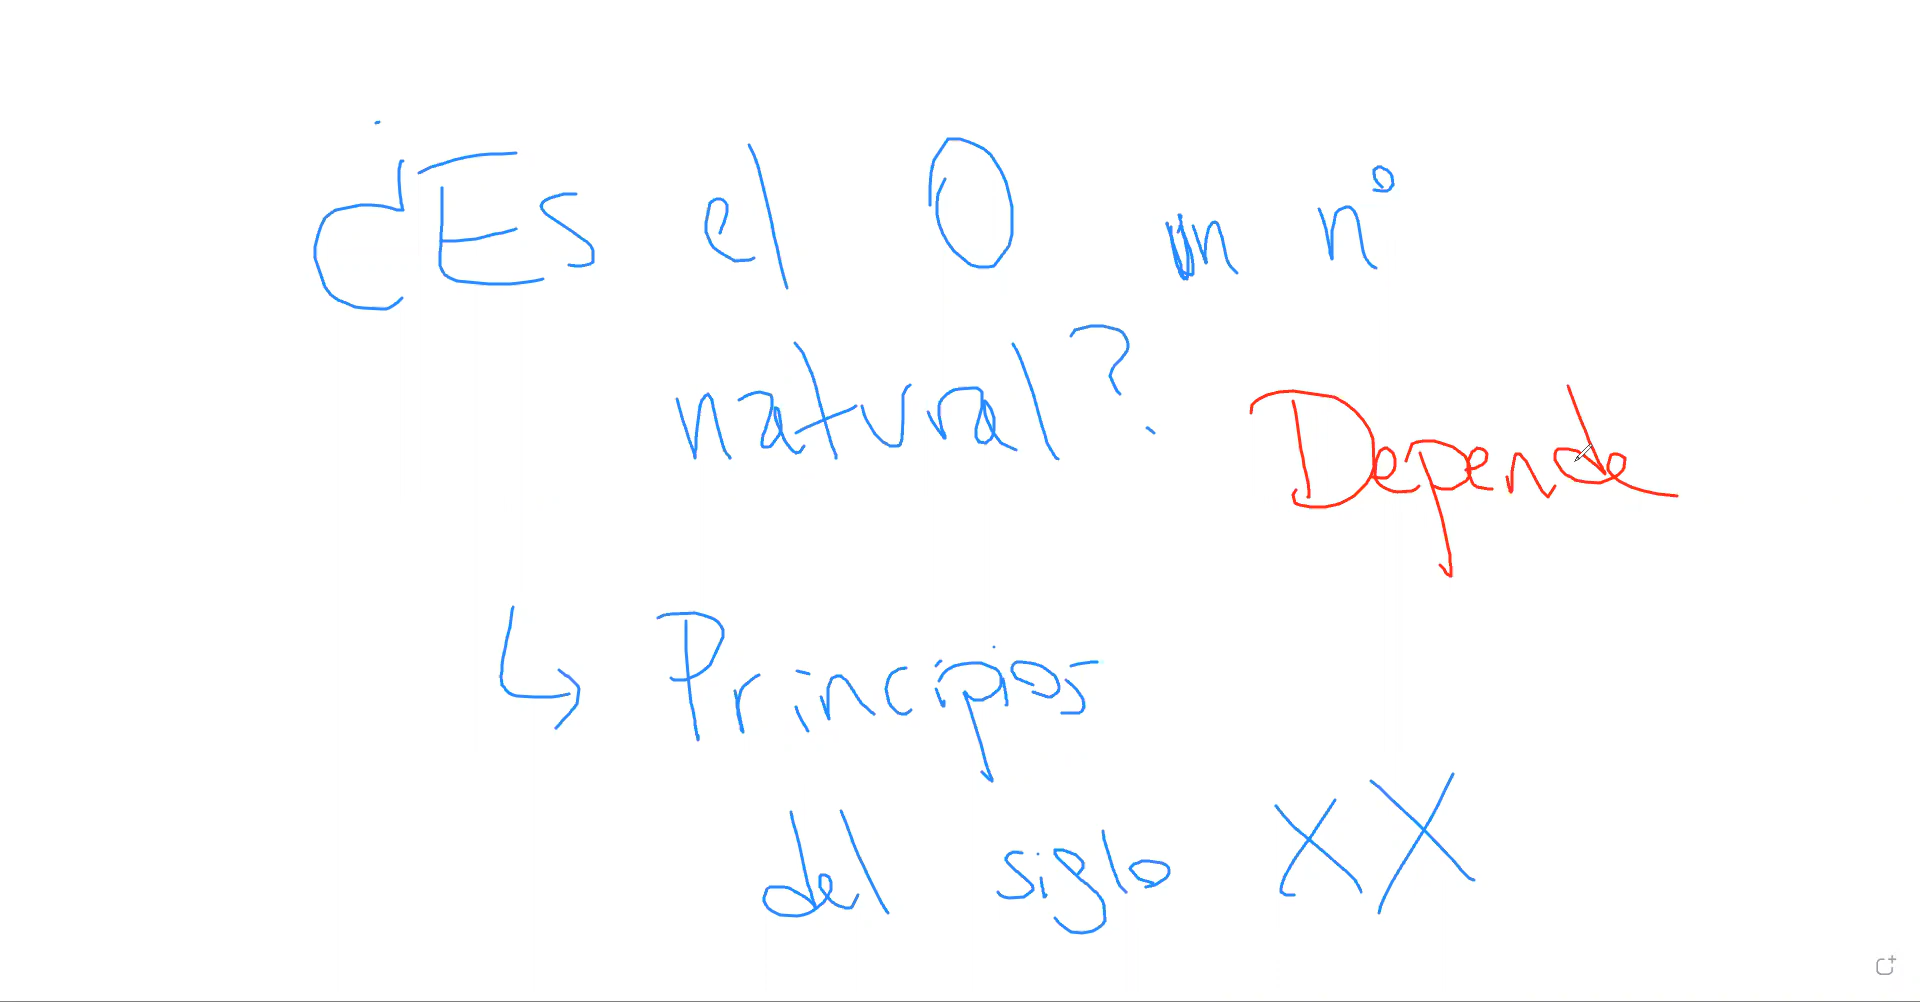 ¿Es el 0 un nº
natural?
Depende
↳ Principios
del siglo XX